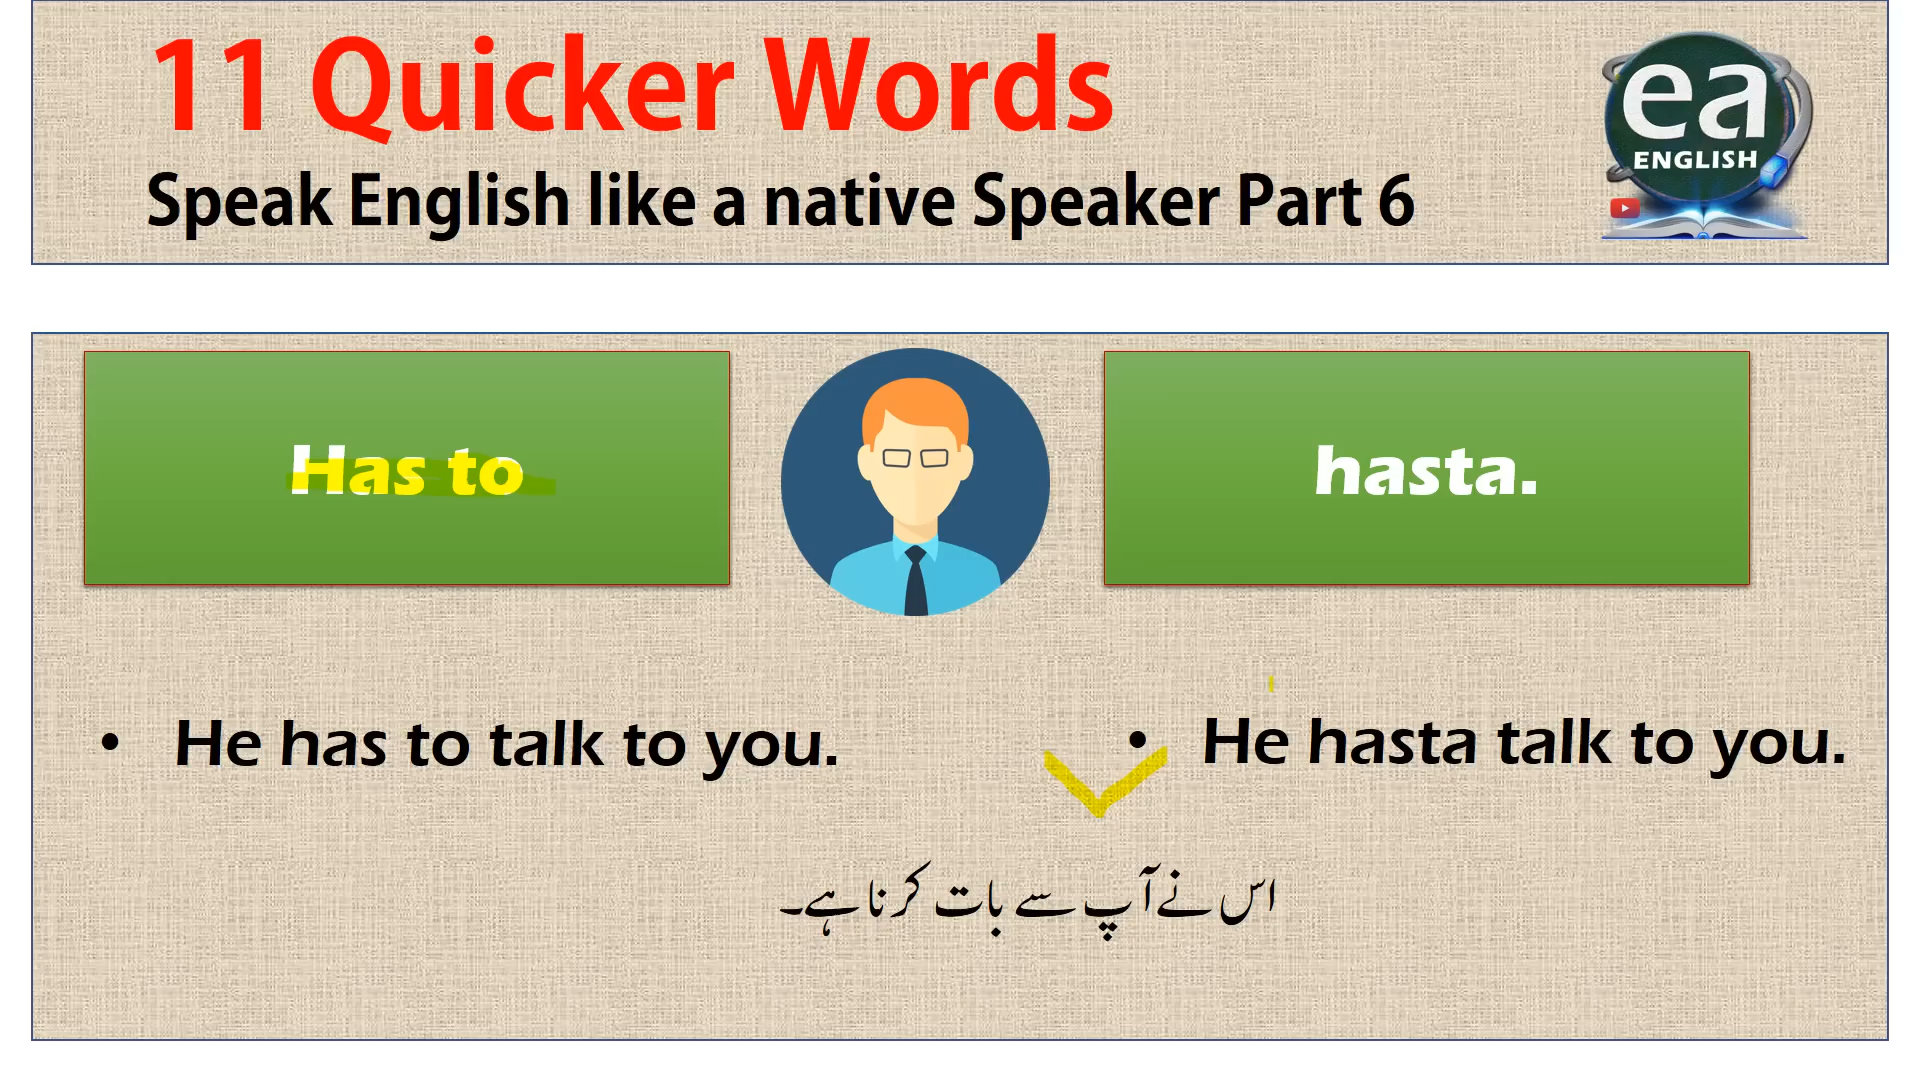 11 Quicker Words
Speak English like a native Speaker Part 6
ea
ENGLISH
Has to
hasta.
• He has to talk to you.
• He hasta talk to you.
اس نے آپ سے بات کرنا ہے۔